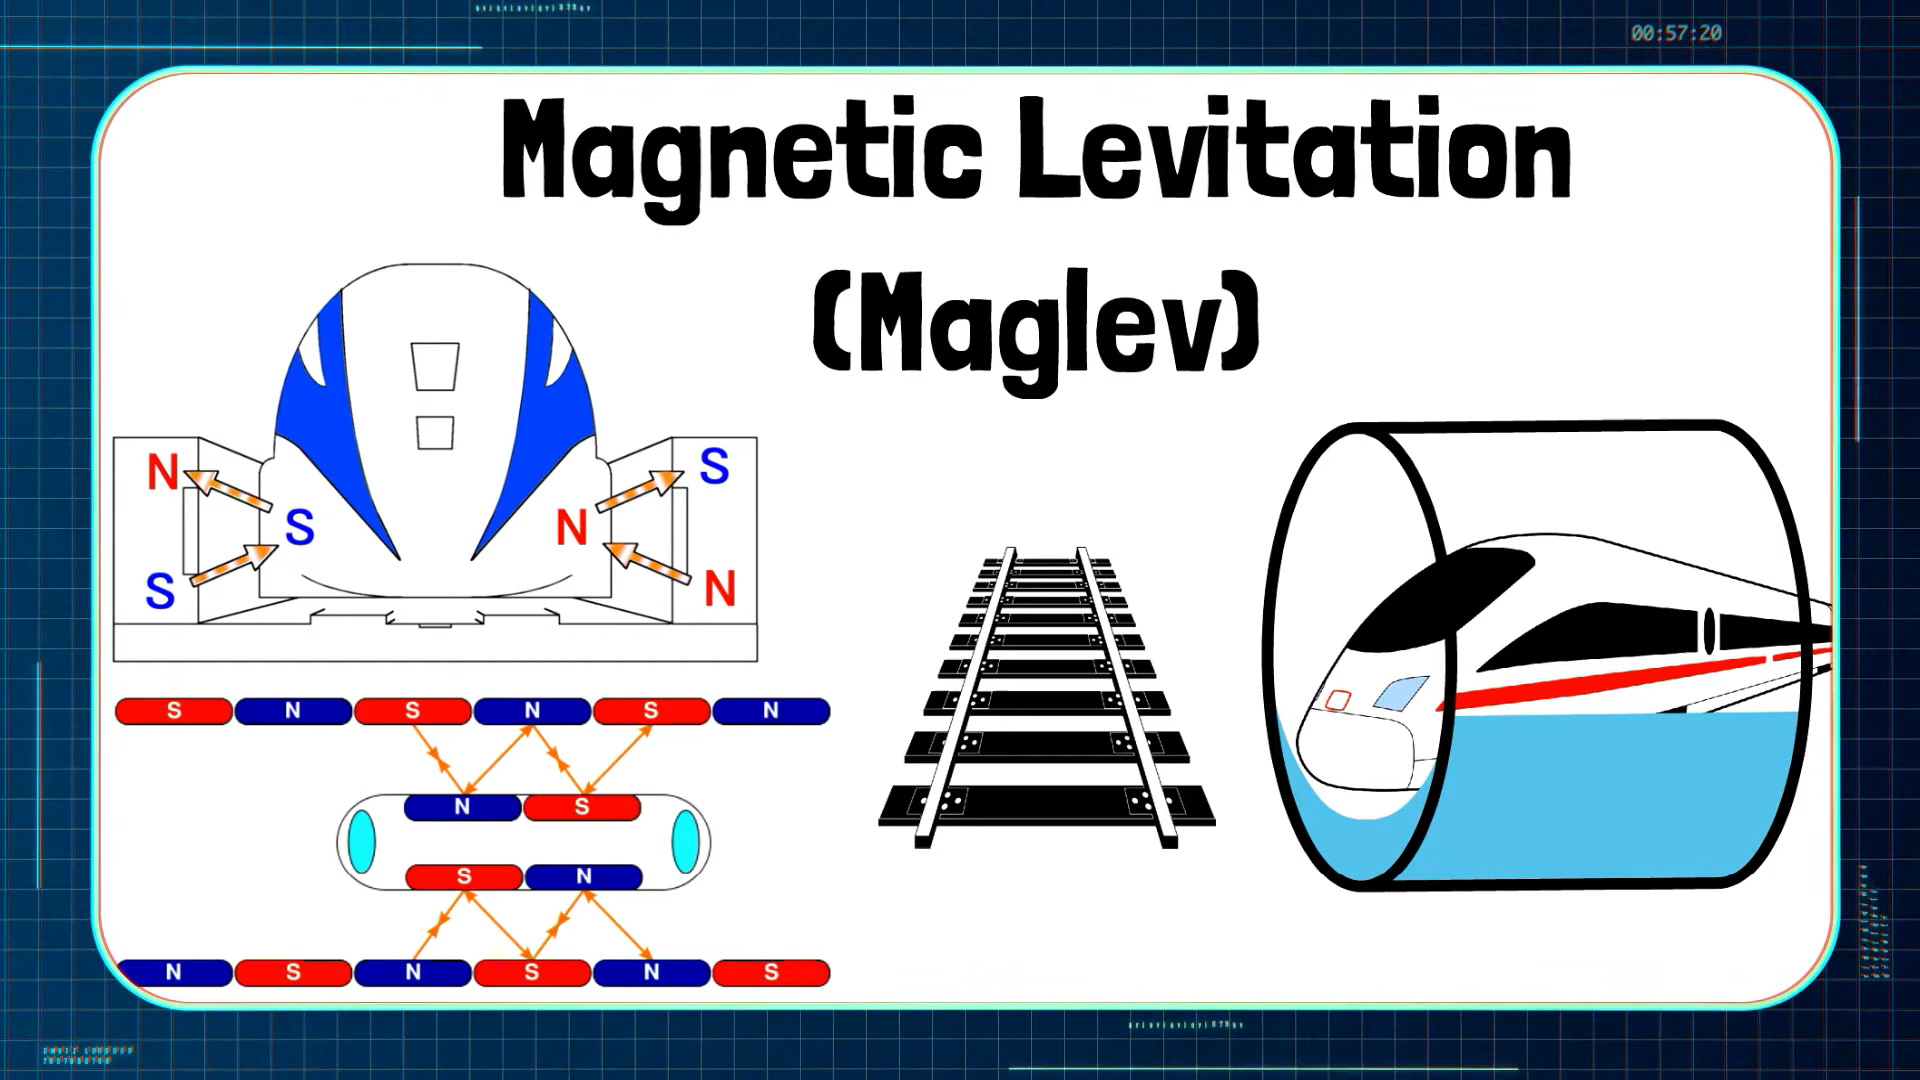 00:57:20
Magnetic Levitation
(Maglev)
N S
S N
S N
S N S N S N
N S
S N
N S N S N S